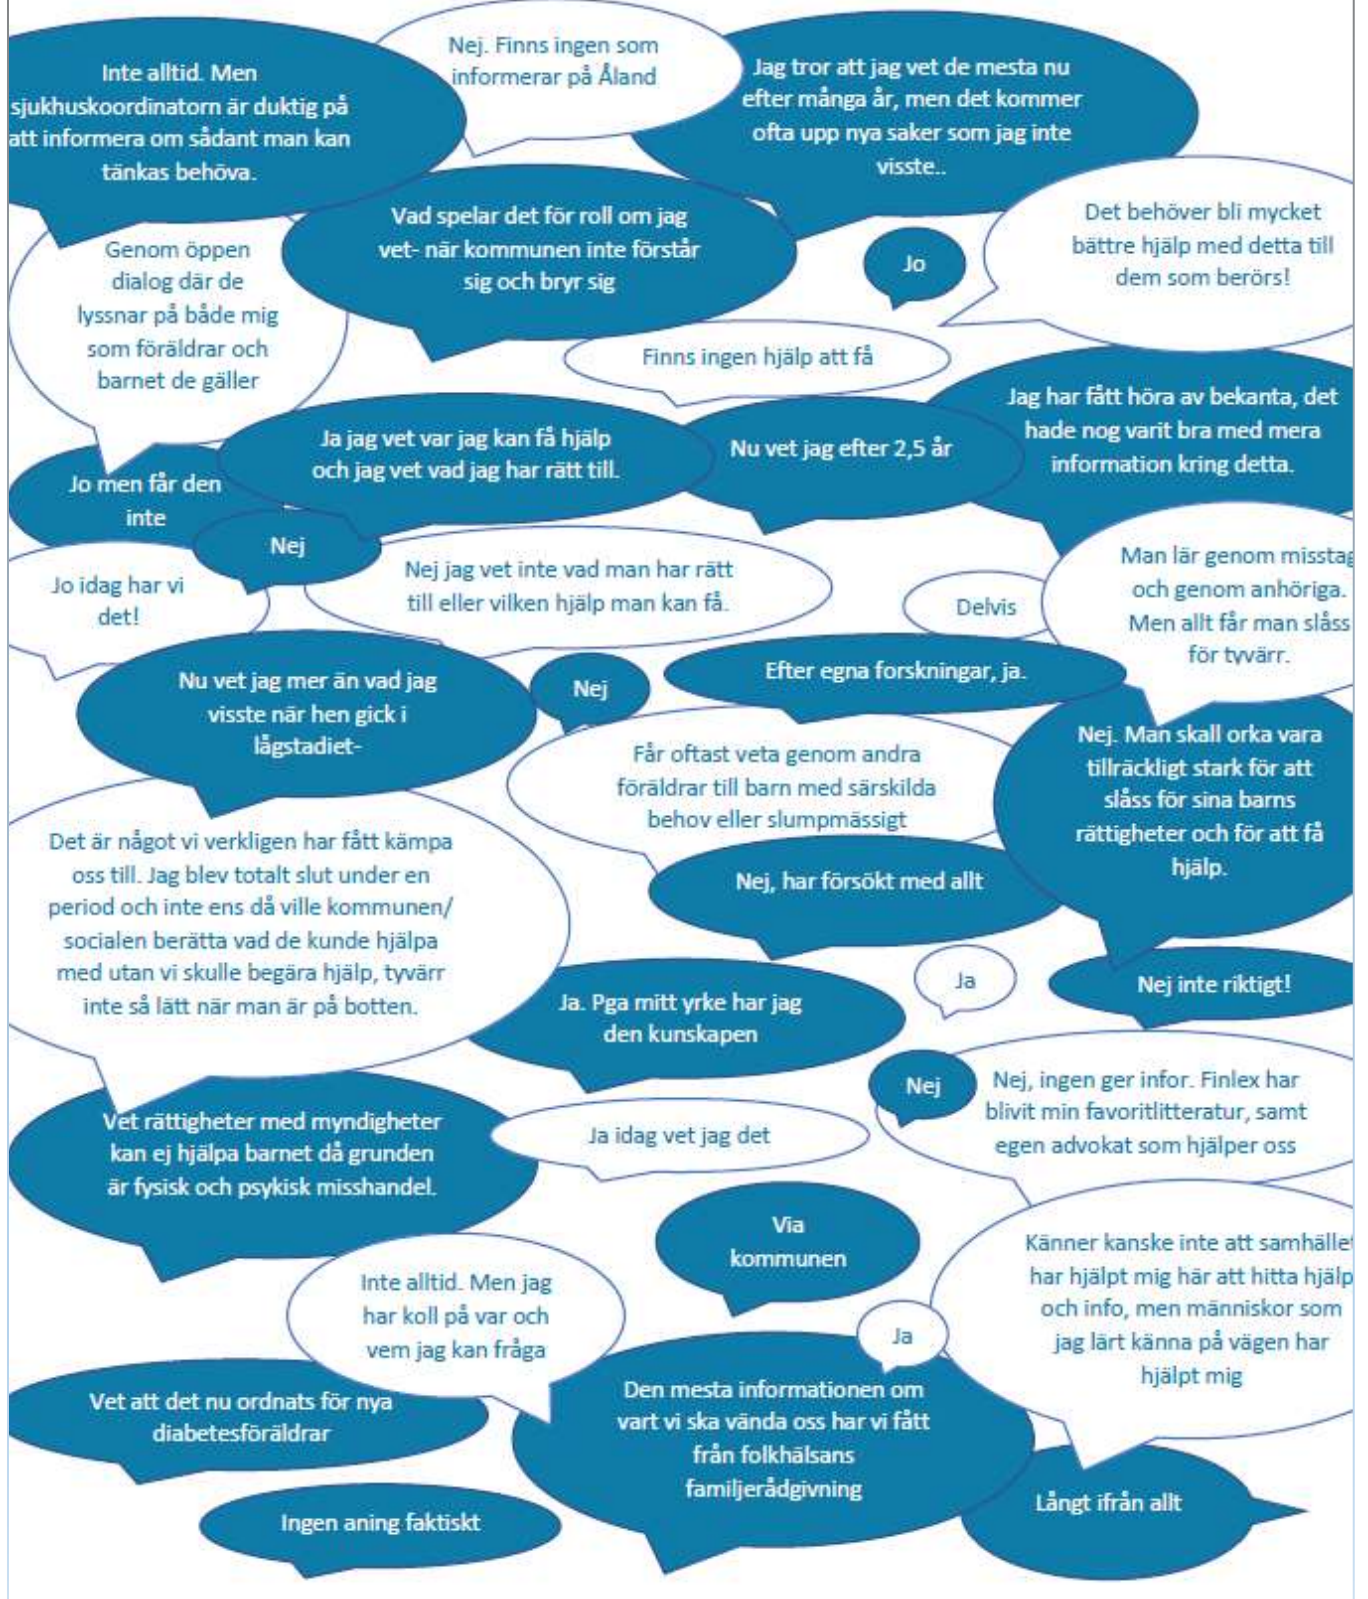 Nej. Finns ingen som
informerar på Åland
Inte alltid. Men
sjukhuskoordinatorn är duktig på
att informera om sådant man kan
tänkas behöva.
Jag tror att jag vet de mesta nu
efter många år, men det kommer
ofta upp nya saker som jag inte
visste..
Vad spelar det för roll om jag
vet- när kommunen inte förstår
sig och bryr sig
Jo
Det behöver bli mycket
bättre hjälp med detta till
dem som berörs!
Genom öppen
dialog där de
lyssnar på både mig
som föräldrar och
barnet de gäller
Finns ingen hjälp att få
Jag har fått höra av bekanta, det
hade nog varit bra med mera
information kring detta.
Ja jag vet var jag kan få hjälp
och jag vet vad jag har rätt till.
Nu vet jag efter 2,5 år
Jo men får den
inte
Nej
Nej jag vet inte vad man har rätt
till eller vilken hjälp man kan få.
Delvis
Man lär genom misstag
och genom anhöriga.
Men allt får man slåss
för tyvärr.
Jo idag har vi
det!
Nu vet jag mer än vad jag
visste när hen gick i
lågstadiet-
Nej
Efter egna forskningar, ja.
Får oftast veta genom andra
föräldrar till barn med särskilda
behov eller slumpmässigt
Nej. Man skall orka vara
tillräckligt stark för att
slåss för sina barns
rättigheter och för att få
hjälp.
Det är något vi verkligen har fått kämpa
oss till. Jag blev totalt slut under en
period och inte ens då ville kommunen/
socialen berätta vad de kunde hjälpa
med utan vi skulle begära hjälp, tyvärr
inte så lätt när man är på botten.
Nej, har försökt med allt
Ja
Nej inte riktigt!
Ja. Pga mitt yrke har jag
den kunskapen
Nej
Nej, ingen ger infor. Finlex har
blivit min favoritlitteratur, samt
egen advokat som hjälper oss
Vet rättigheter med myndigheter
kan ej hjälpa barnet då grunden
är fysisk och psykisk misshandel.
Ja idag vet jag det
Via
kommunen
Känner kanske inte att samhället
har hjälpt mig här att hitta hjälp
och info, men människor som
jag lärt känna på vägen har
hjälpt mig
Inte alltid. Men jag
har koll på var och
vem jag kan fråga
Ja
Vet att det nu ordnats för nya
diabetesföräldrar
Den mesta informationen om
vart vi ska vända oss har vi fått
från folkhälsans
familjerådgivning
Långt ifrån allt
Ingen aning faktiskt